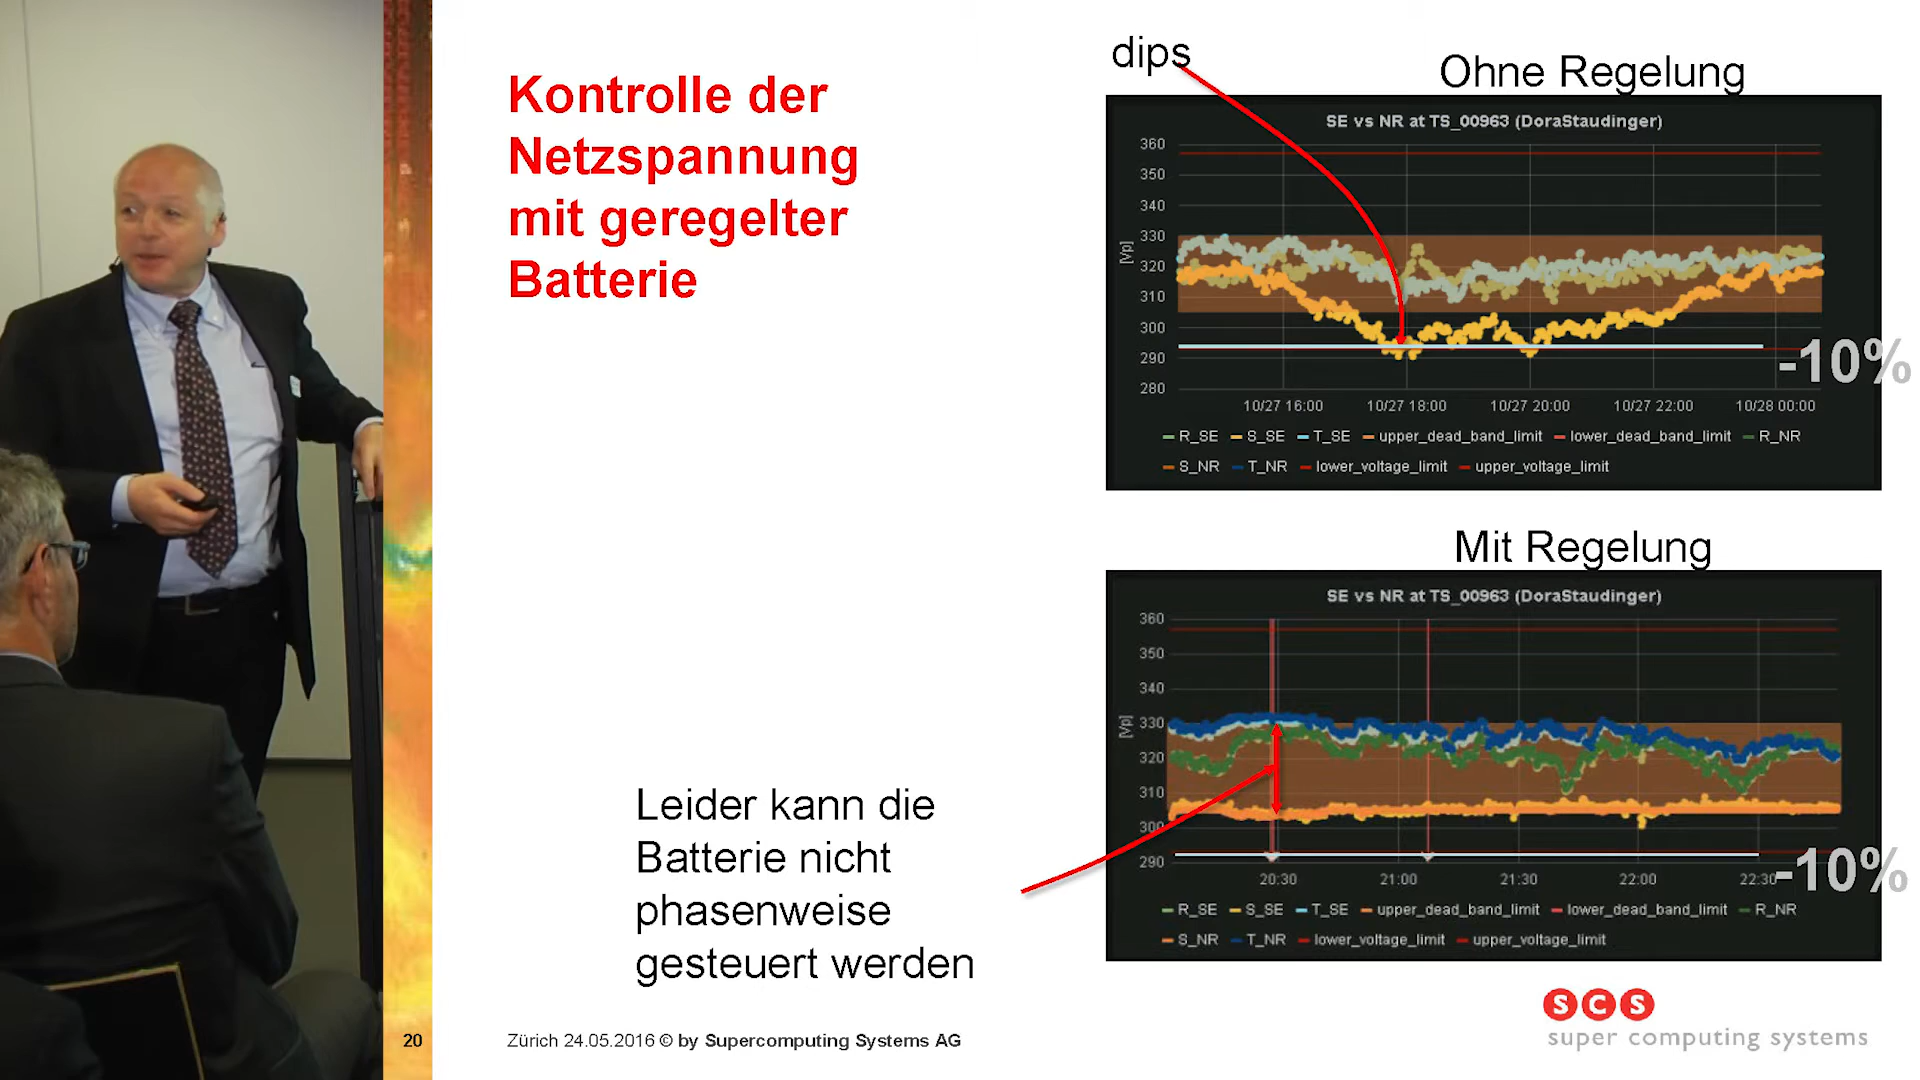 Kontrolle der
Netzspannung
mit geregelter
Batterie
dips
Ohne Regelung
SE vs NR at TS_00963 (DoraStaudinger)
360
350
340
330
320
310
300
290
280
[Vp]
-10%
10/27 16:00 10/27 18:00 10/27 20:00 10/27 22:00 10/28 00:00
R_SE S_SE T_SE upper_dead_band_limit lower_dead_band_limit R_NR
S_NR T_NR lower_voltage_limit upper_voltage_limit
Mit Regelung
SE vs NR at TS_00963 (DoraStaudinger)
360
350
340
330
320
310
300
290
[Vp]
-10%
20:30 21:00 21:30 22:00 22:30
R_SE S_SE T_SE upper_dead_band_limit lower_dead_band_limit R_NR
S_NR T_NR lower_voltage_limit upper_voltage_limit
Leider kann die
Batterie nicht
phasenweise
gesteuert werden
scs
super computing systems
20 Zürich 24.05.2016 © by Supercomputing Systems AG